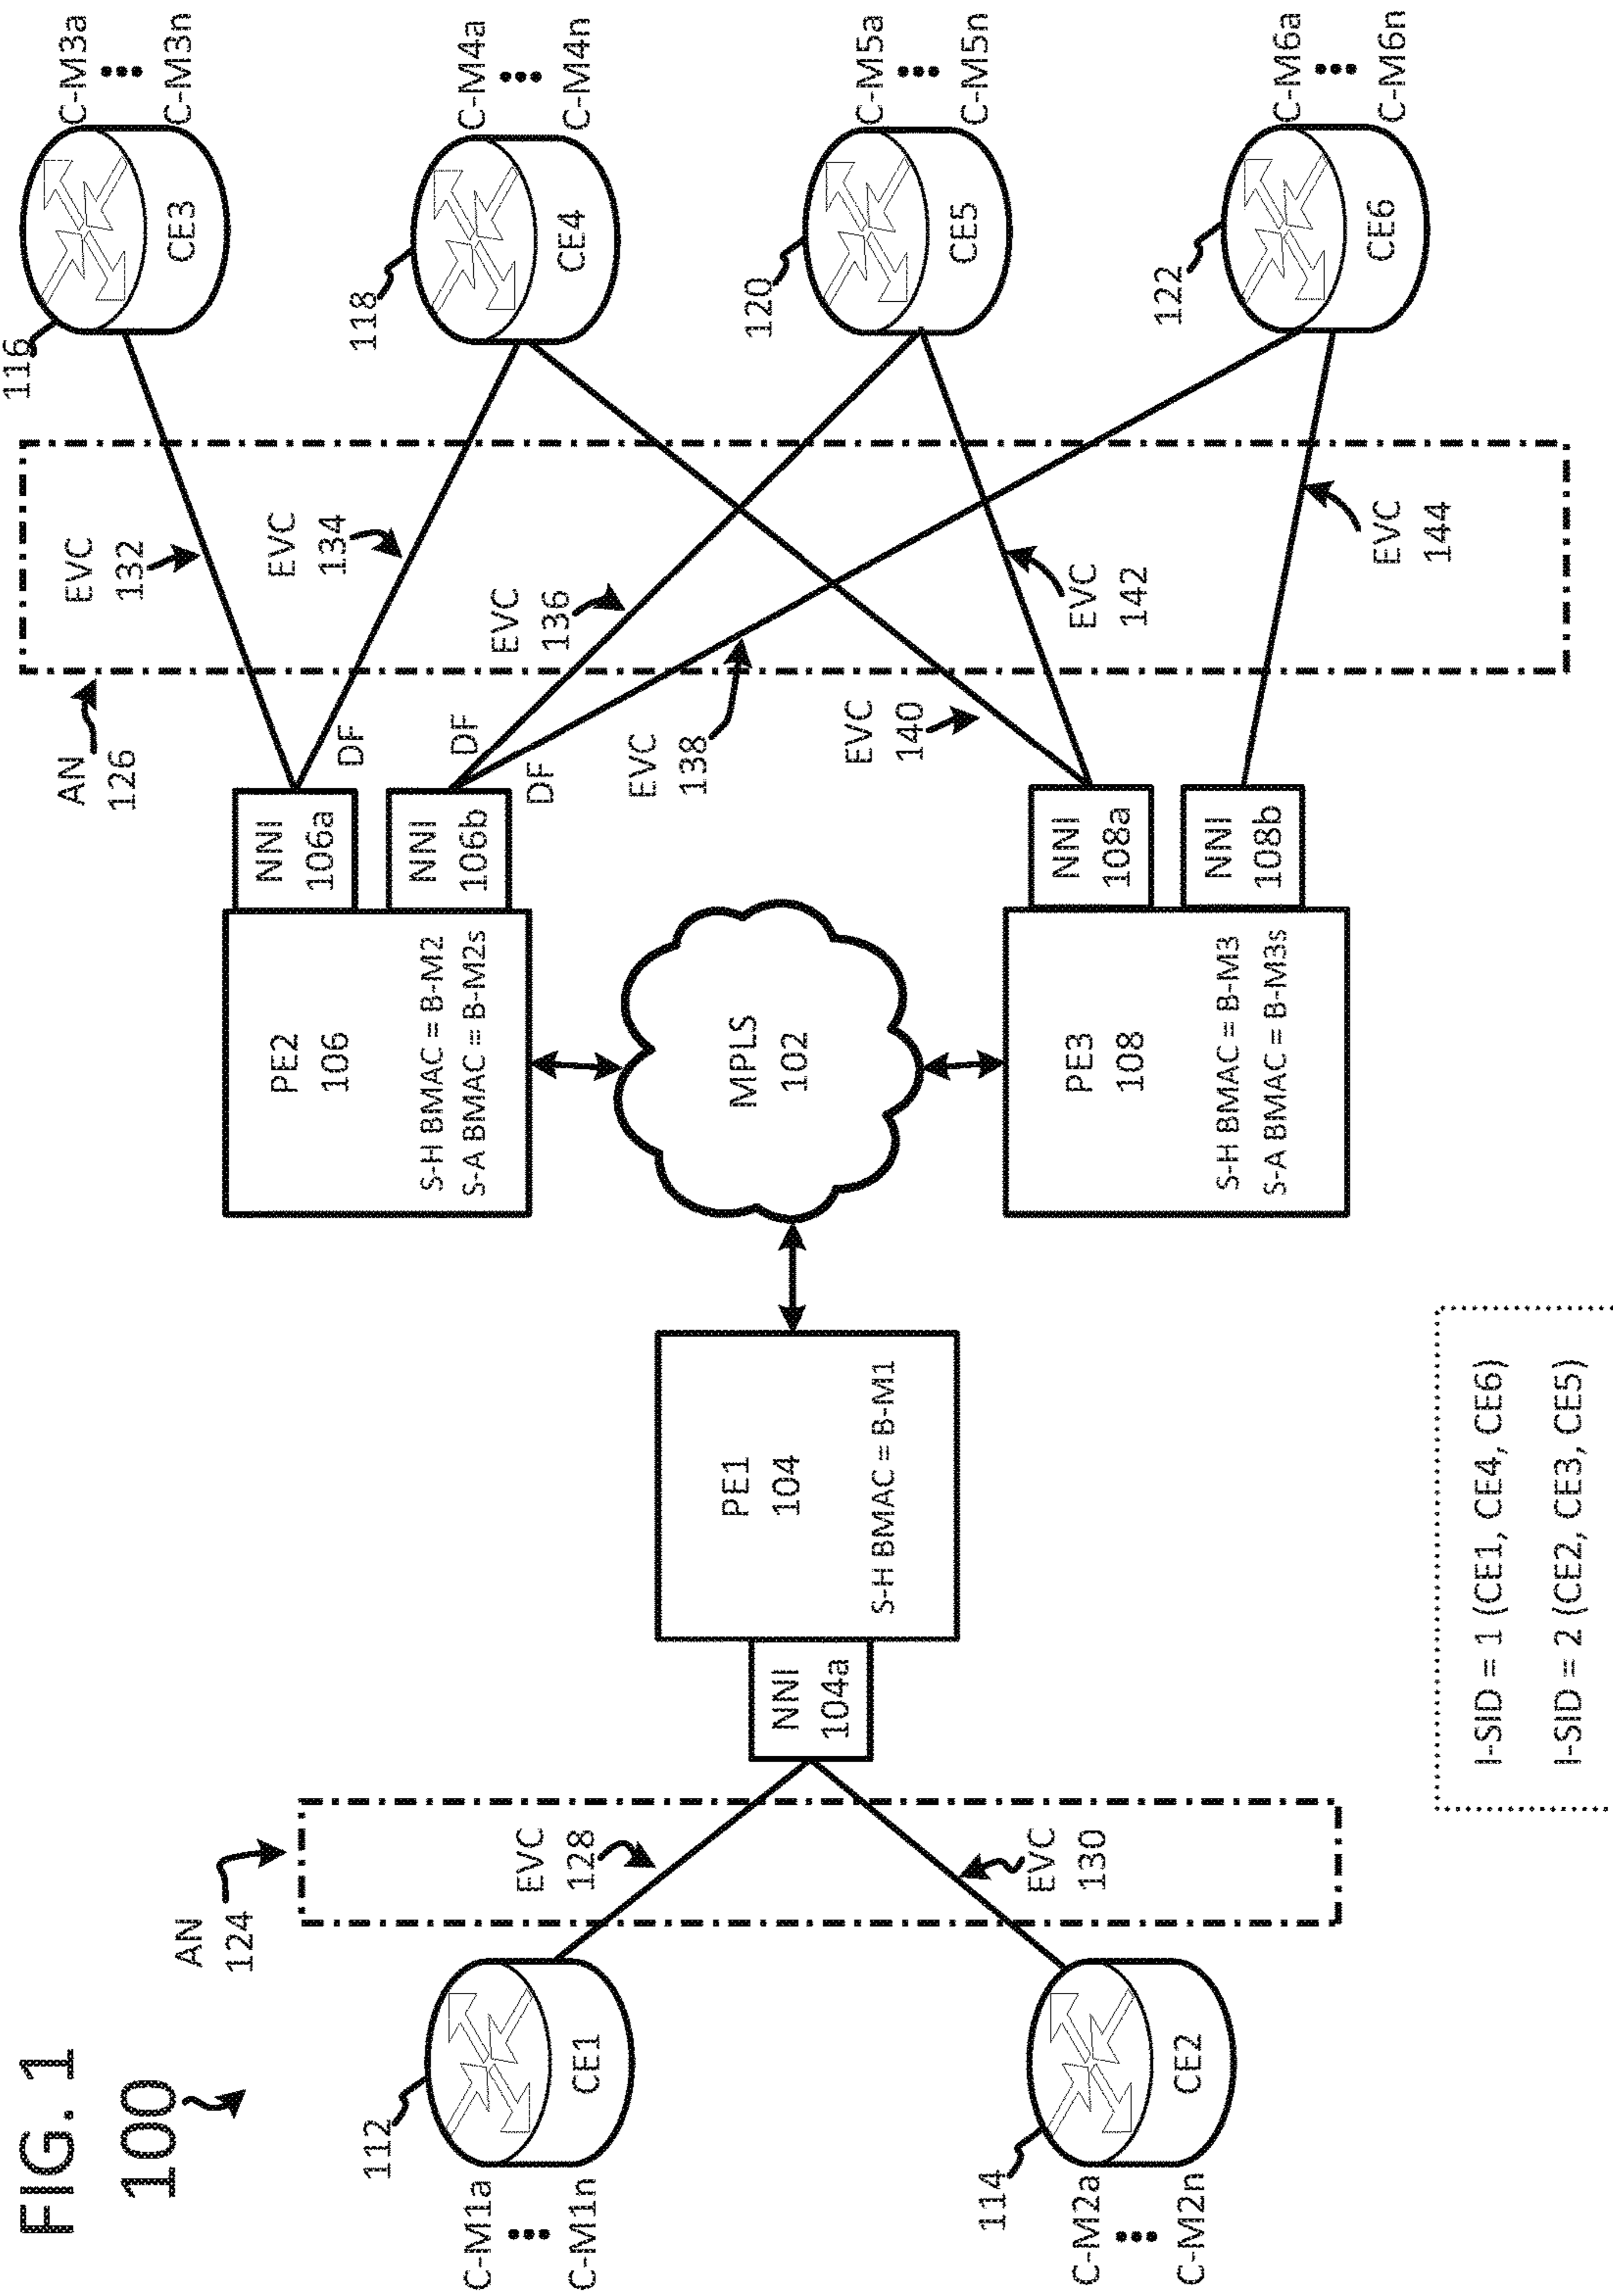 FIG. 1
100
AN
124
112
C-M1a
C-M1n
CE1
EVC
128
114
C-M2a
C-M2n
CE2
EVC
130
NNI
104a
PE1
104
S-H BMAC = B-M1
MPLS
102
PE2
106
S-H BMAC = B-M2
S-A BMAC = B-M2s
NNI
106a
NNI
106b
DF
DF
DF
PE3
108
S-H BMAC = B-M3
S-A BMAC = B-M3s
NNI
108a
NNI
108b
AN
126
EVC
132
EVC
134
EVC
136
EVC
138
EVC
140
EVC
142
EVC
144
116
CE3
C-M3a
C-M3n
118
CE4
C-M4a
C-M4n
120
CE5
C-M5a
C-M5n
122
CE6
C-M6a
C-M6n
I-SID = 1 (CE1, CE4, CE6)
I-SID = 2 (CE2, CE3, CE5)